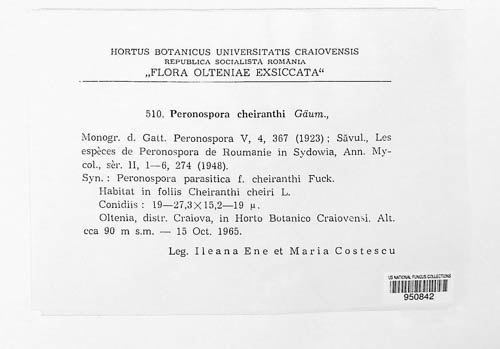 HORTUS BOTANICUS UNIVERSITATIS CRAIOVENSIS
REPUBLICA SOCIALISTĂ ROMÂNIA
„FLORA OLTENIAE EXSICCATA“
510. Peronospora cheiranthi Gäum.,
Monogr. d. Gatt. Peronospora V, 4, 367 (1923) ; Săvul., Les
espèces de Peronospora de Roumanie in Sydowia, Ann. My-
col., sèr. II, 1—6, 274 (1948).
Syn. : Peronospora parasitica f. cheiranthi Fuck.
Habitat in foliis Cheiranthi cheiri L.
Conidiis : 19—27,3×15,2—19 µ.
Oltenia, distr. Craiova, in Horto Botanico Craiovensi. Alt.
cca 90 m s.m. — 15 Oct. 1965.
Leg. Ileana Ene et Maria Costescu
US NATIONAL FUNGUS COLLECTIONS
950842